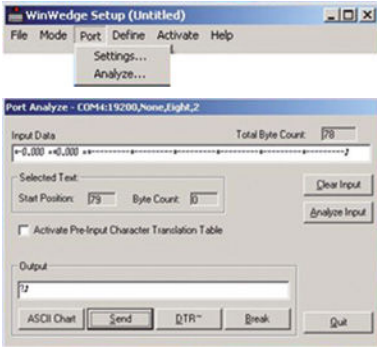 WinWedge Setup (Untitled)
File Mode Port Define Activate Help
Settings...
Analyze...
Port Analyze - COM4:19200,None,Eight,2
Input Data
Total Byte Count: 78
Selected Text
Start Position: 79 Byte Count: 0
Clear Input
Analyze Input
Activate Pre-Input Character Translation Table
Output
ASCII Chart Send DTR~ Break Quit